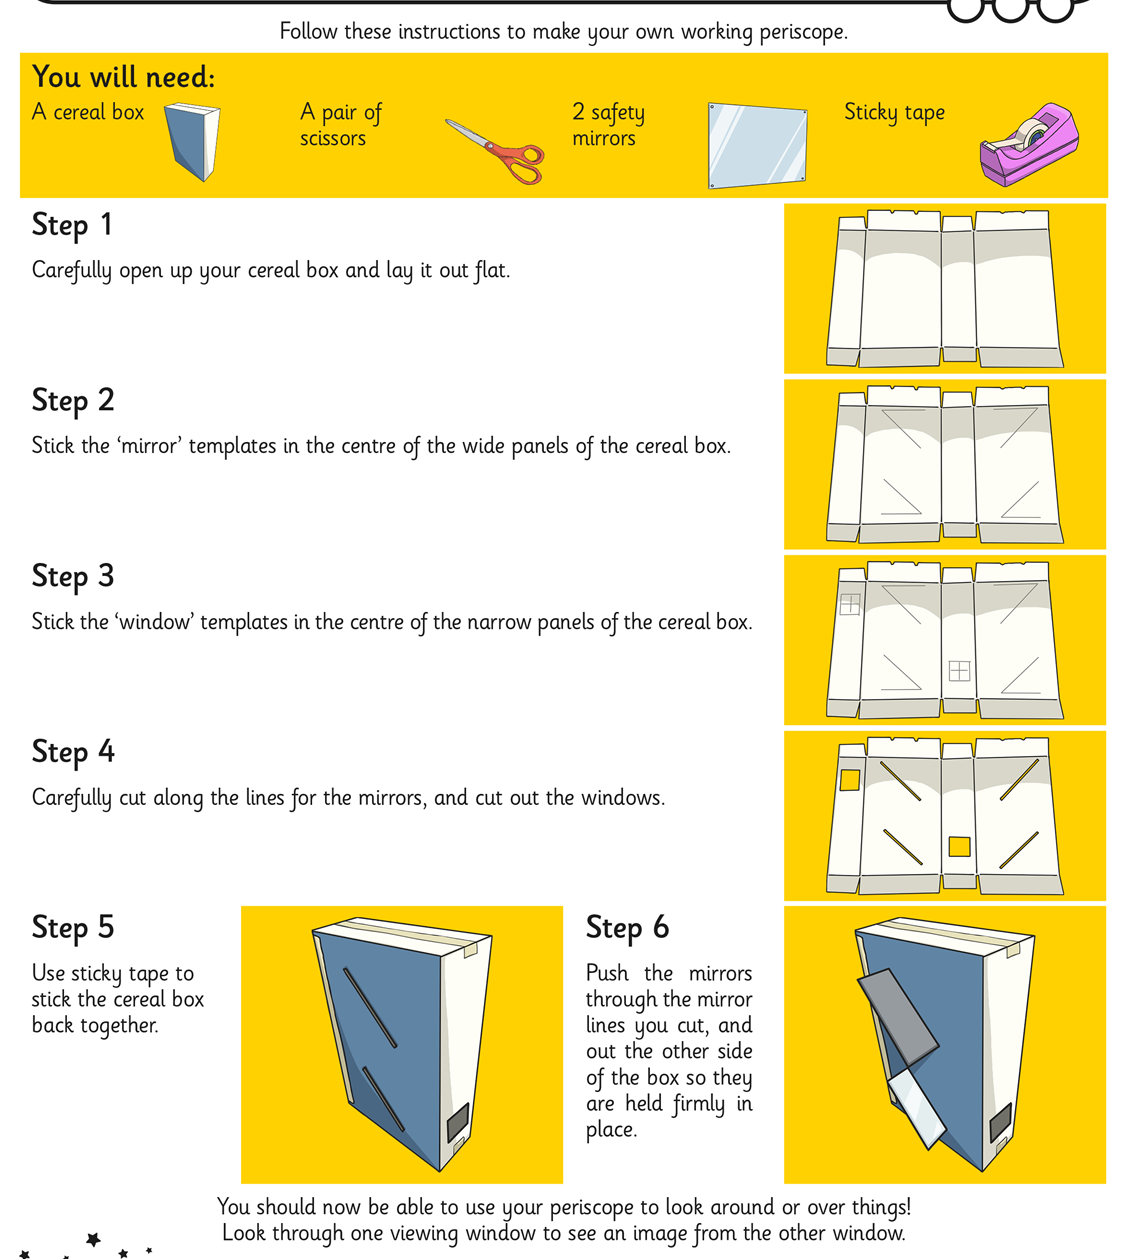 Follow these instructions to make your own working periscope.
You will need:
A cereal box
A pair of
scissors
2 safety
mirrors
Sticky tape
Step 1
Carefully open up your cereal box and lay it out flat.
Step 2
Stick the ‘mirror’ templates in the centre of the wide panels of the cereal box.
Step 3
Stick the ‘window’ templates in the centre of the narrow panels of the cereal box.
Step 4
Carefully cut along the lines for the mirrors, and cut out the windows.
Step 5
Use sticky tape to
stick the cereal box
back together.
Step 6
Push the mirrors
through the mirror
lines you cut, and
out the other side
of the box so they
are held firmly in
place.
You should now be able to use your periscope to look around or over things!
Look through one viewing window to see an image from the other window.